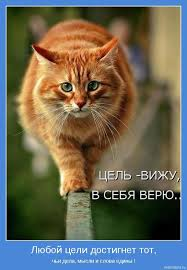 ЦЕЛЬ -ВИЖУ,
В СЕБЯ ВЕРЮ..
Любой цели достигнет тот,
чьи дела, мысли и слова едины !